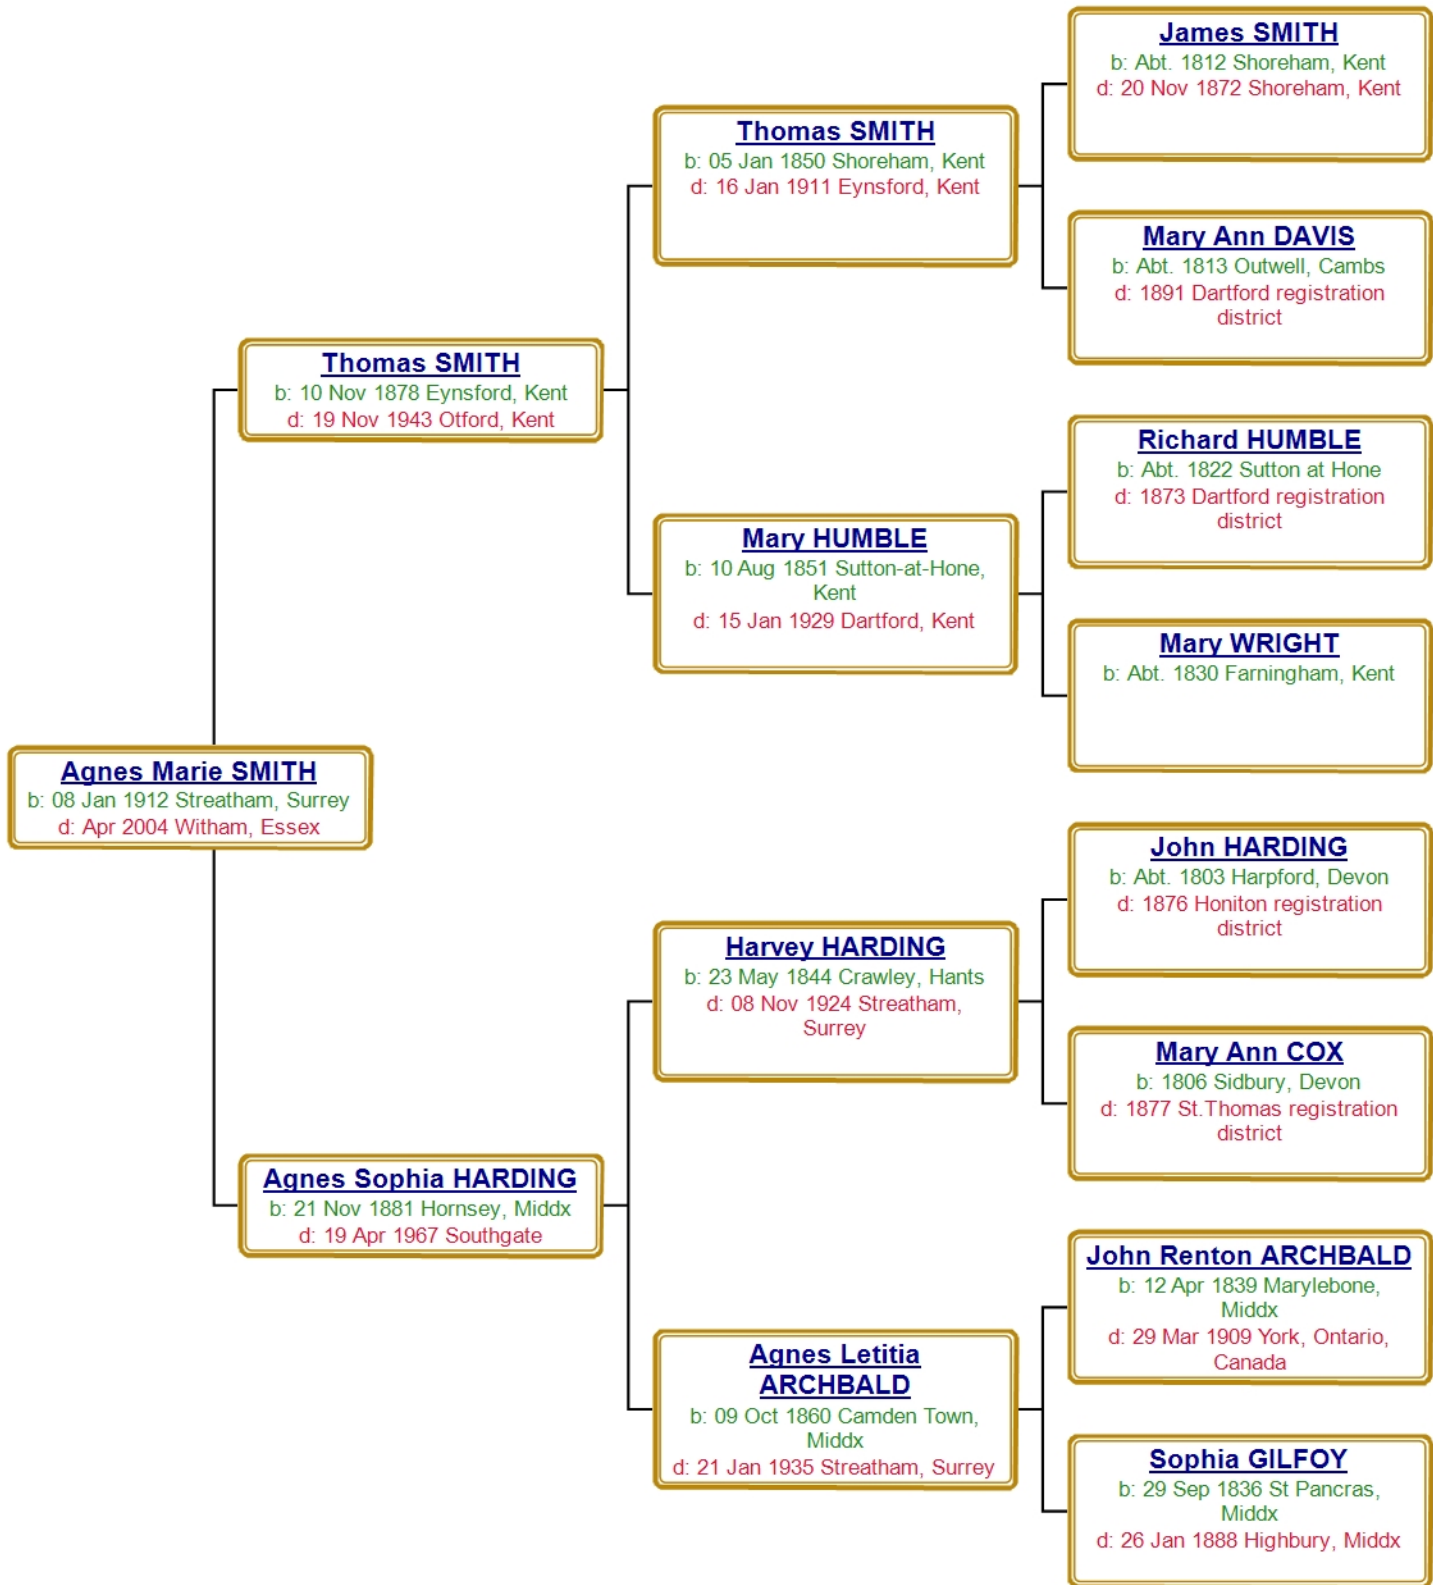 James SMITH
b: Abt. 1812 Shoreham, Kent
d: 20 Nov 1872 Shoreham, Kent
Thomas SMITH
b: 05 Jan 1850 Shoreham, Kent
d: 16 Jan 1911 Eynsford, Kent
Mary Ann DAVIS
b: Abt. 1813 Outwell, Cambs
d: 1891 Dartford registration
district
Thomas SMITH
b: 10 Nov 1878 Eynsford, Kent
d: 19 Nov 1943 Otford, Kent
Richard HUMBLE
b: Abt. 1822 Sutton at Hone
d: 1873 Dartford registration
district
Mary HUMBLE
b: 10 Aug 1851 Sutton-at-Hone,
Kent
d: 15 Jan 1929 Dartford, Kent
Mary WRIGHT
b: Abt. 1830 Farningham, Kent
Agnes Marie SMITH
b: 08 Jan 1912 Streatham, Surrey
d: Apr 2004 Witham, Essex
John HARDING
b: Abt. 1803 Harpford, Devon
d: 1876 Honiton registration
district
Harvey HARDING
b: 23 May 1844 Crawley, Hants
d: 08 Nov 1924 Streatham,
Surrey
Mary Ann COX
b: 1806 Sidbury, Devon
d: 1877 St.Thomas registration
district
Agnes Sophia HARDING
b: 21 Nov 1881 Hornsey, Middx
d: 19 Apr 1967 Southgate
John Renton ARCHBALD
b: 12 Apr 1839 Marylebone,
Middx
d: 29 Mar 1909 York, Ontario,
Canada
Agnes Letitia
ARCHBALD
b: 09 Oct 1860 Camden Town,
Middx
d: 21 Jan 1935 Streatham, Surrey
Sophia GILFOY
b: 29 Sep 1836 St Pancras,
Middx
d: 26 Jan 1888 Highbury, Middx